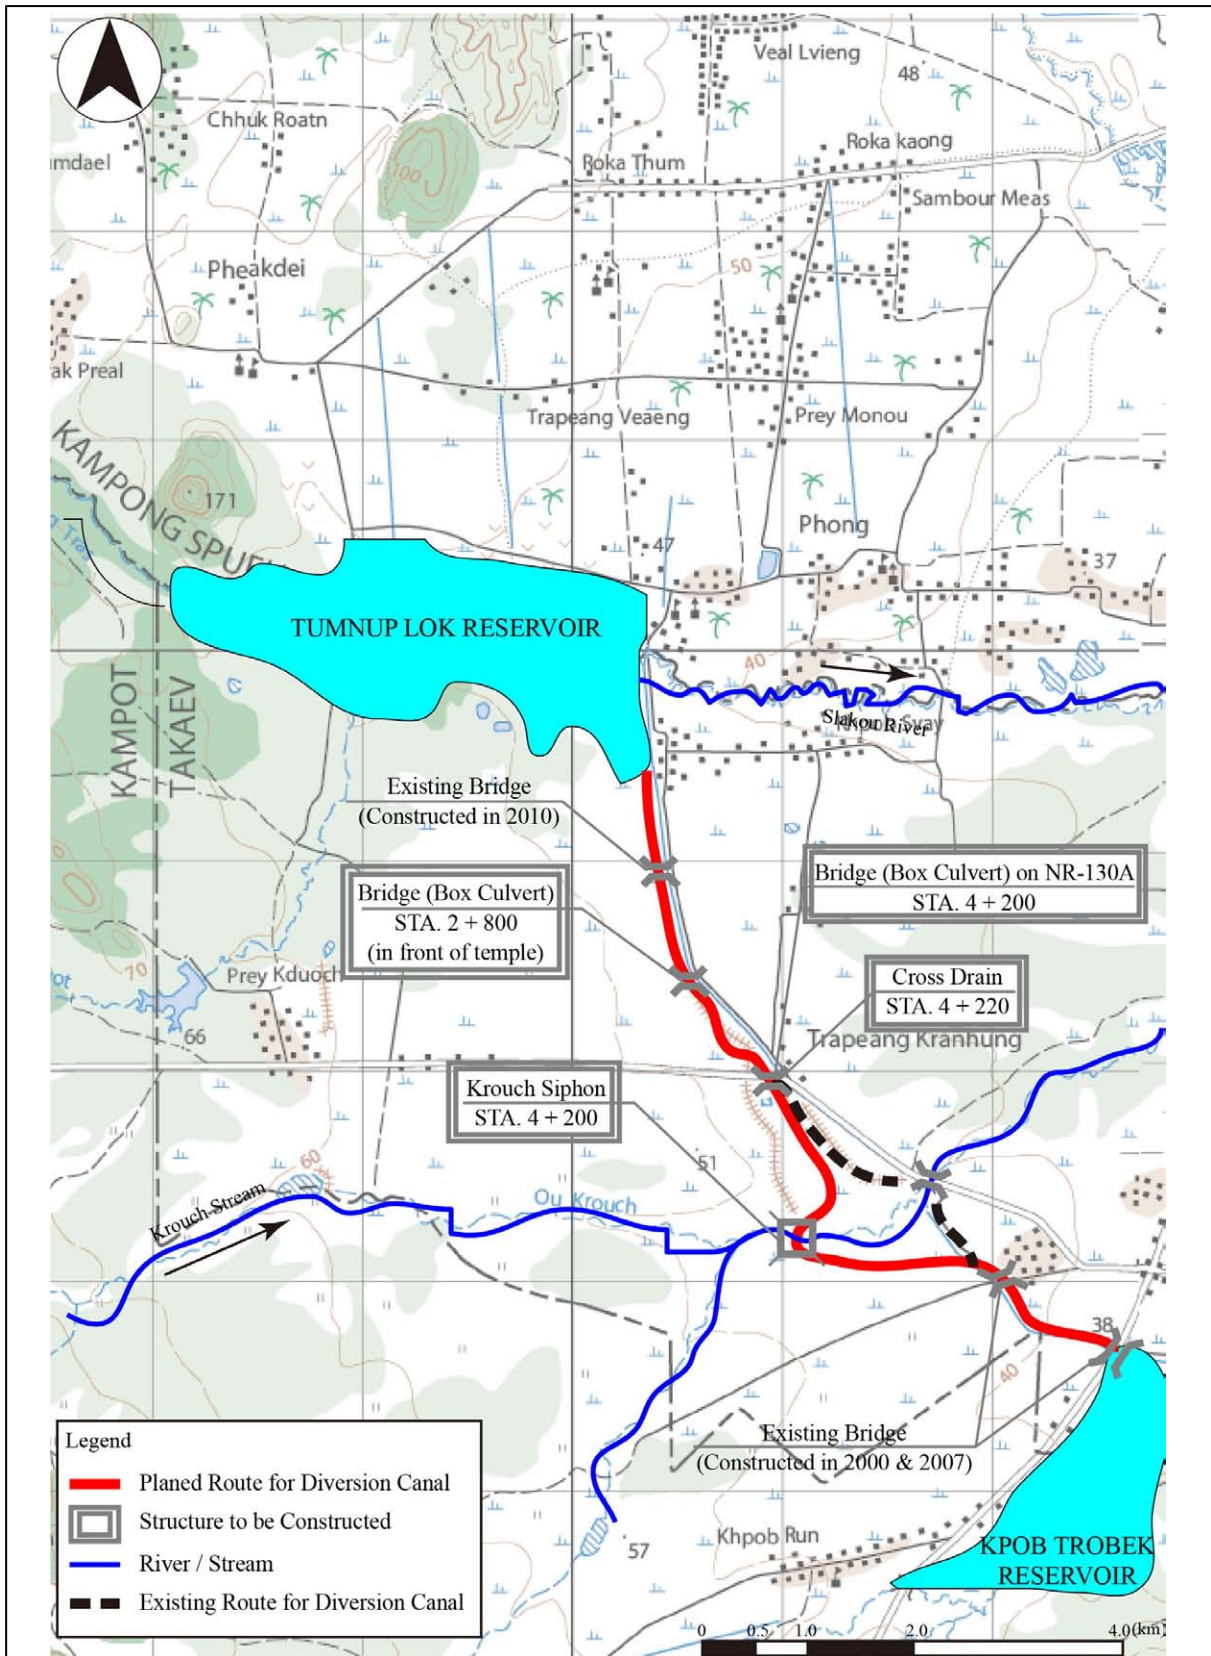 Veal Lvieng
48
Chhuk Roatn
Roka kaong
mdael
Roka Thum
100
Sambour Meas
Pheakdei
50
ak Preal
Trapeang Veaeng
Prey Monou
KAMPONG SPUEU
171
Phong
47
37
TUMNUP LOK RESERVOIR
40
KAMPOT
TAKAEV
Slakou River
Svay
Existing Bridge
(Constructed in 2010)
Bridge (Box Culvert) on NR-130A
STA. 4 + 200
Bridge (Box Culvert)
STA. 2 + 800
(in front of temple)
Cross Drain
STA. 4 + 220
70
Prey Kduoch
66
Trapeang Kranhung
Krouch Siphon
STA. 4 + 200
51
60
Krouch Stream
Ou Krouch
38
40
Existing Bridge
(Constructed in 2000 & 2007)
Legend
Planed Route for Diversion Canal
Structure to be Constructed
River / Stream
Existing Route for Diversion Canal
57
Khpob Run
KPOB TROBEK
RESERVOIR
0 0.5 1.0 2.0 4.0(km)